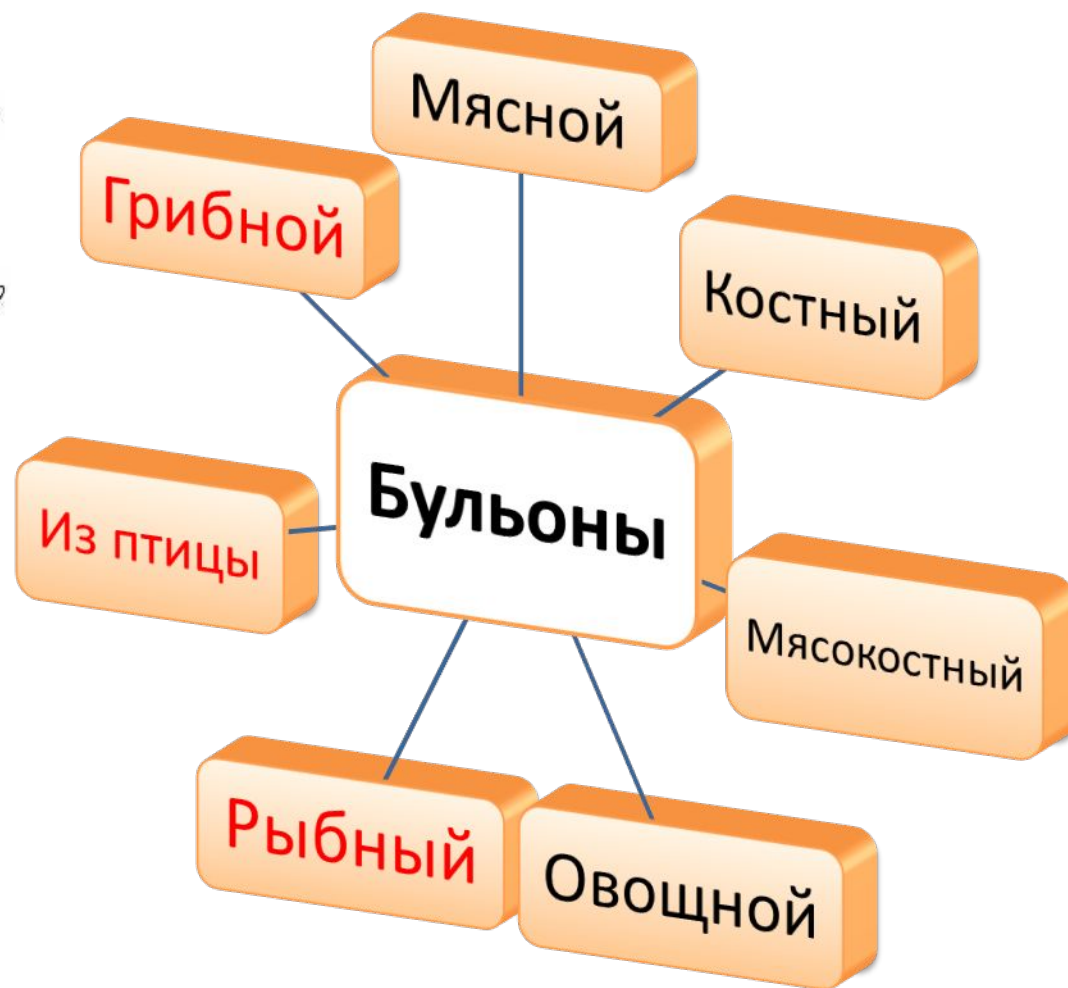 Мясной
Грибной
Костный
Бульоны
Из птицы
Мясокостный
Рыбный
Овощной